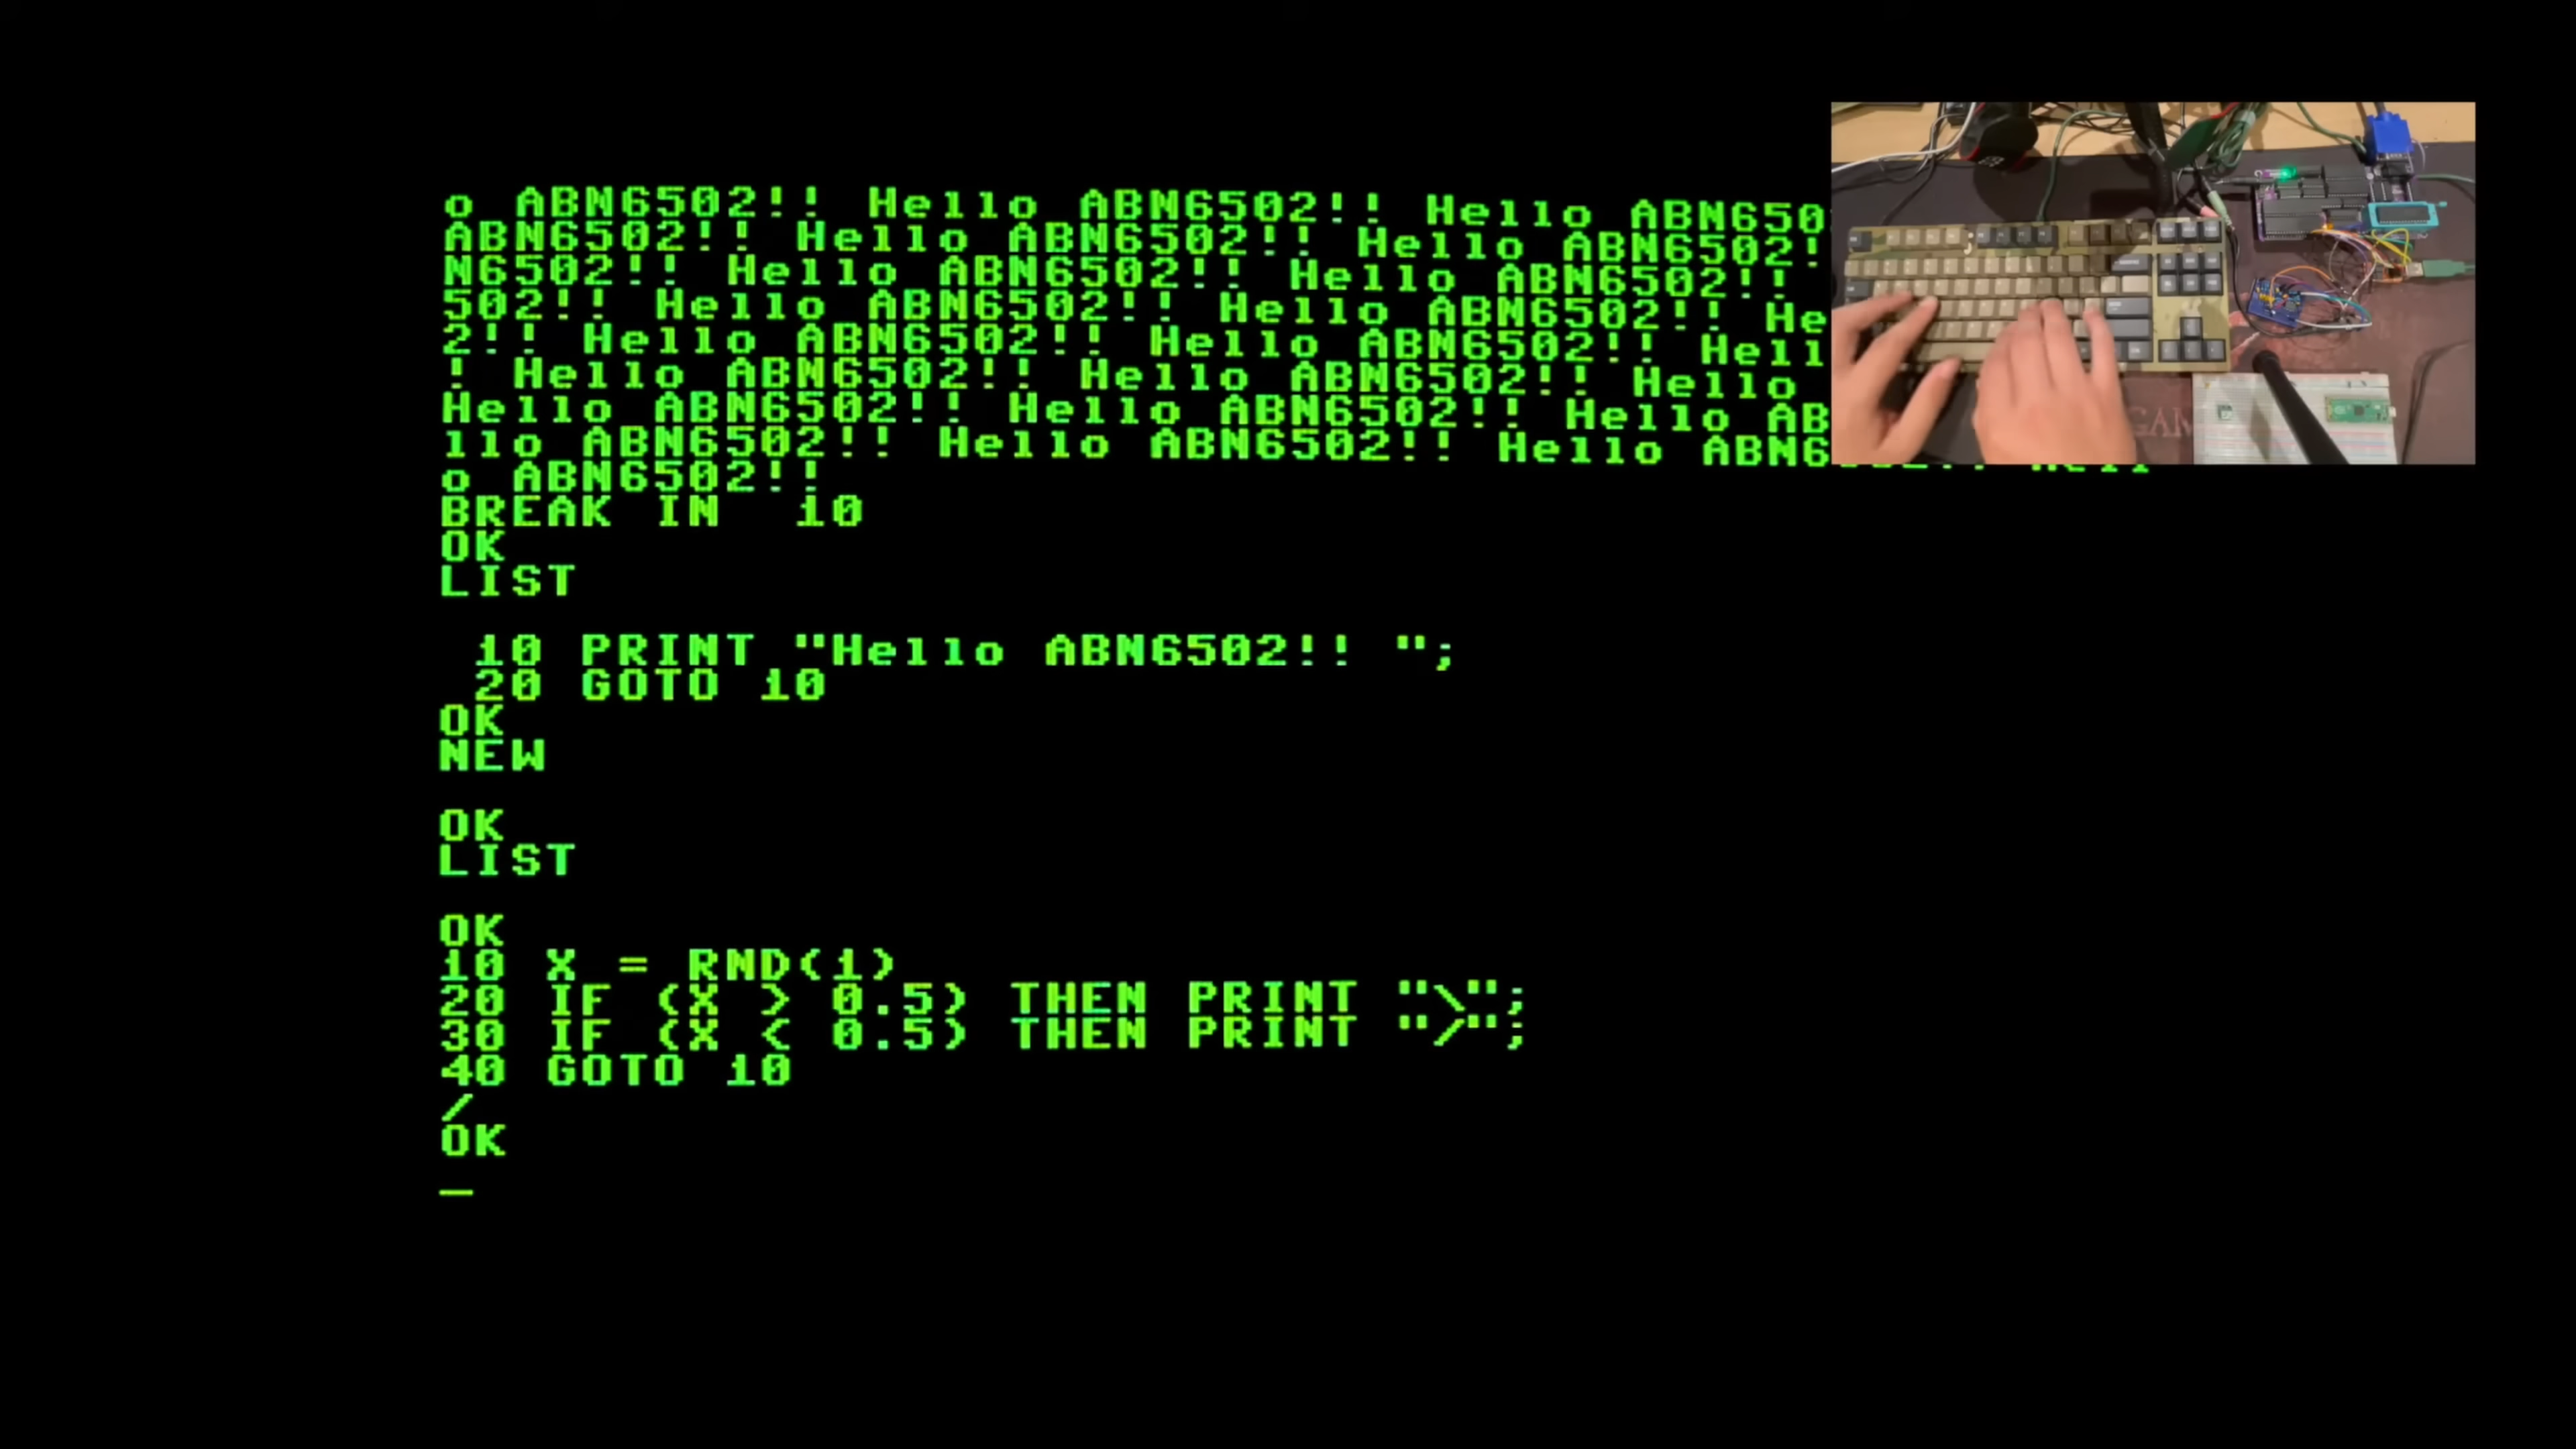 o ABN6502!! Hello ABN6502!! Hello ABN650
ABN6502!! Hello ABN6502!! Hello ABN6502!
N6502!! Hello ABN6502!! Hello ABN6502!!
502!! Hello ABN6502!! Hello ABN6502!! He
2!! Hello ABN6502!! Hello ABN6502!! Hell
! Hello ABN6502!! Hello ABN6502!! Hello
Hello ABN6502!! Hello ABN6502!! Hello AB
llo ABN6502!! Hello ABN6502!! Hello ABN6
o ABN6502!!
BREAK IN  10
OK
LIST
10 PRINT "Hello ABN6502!! ";
20 GOTO 10
OK
NEW
OK
LIST
OK
10 X = RND(1)
20 IF (X > 0.5) THEN PRINT "\";
30 IF (X < 0.5) THEN PRINT "/";
40 GOTO 10
/
OK
_